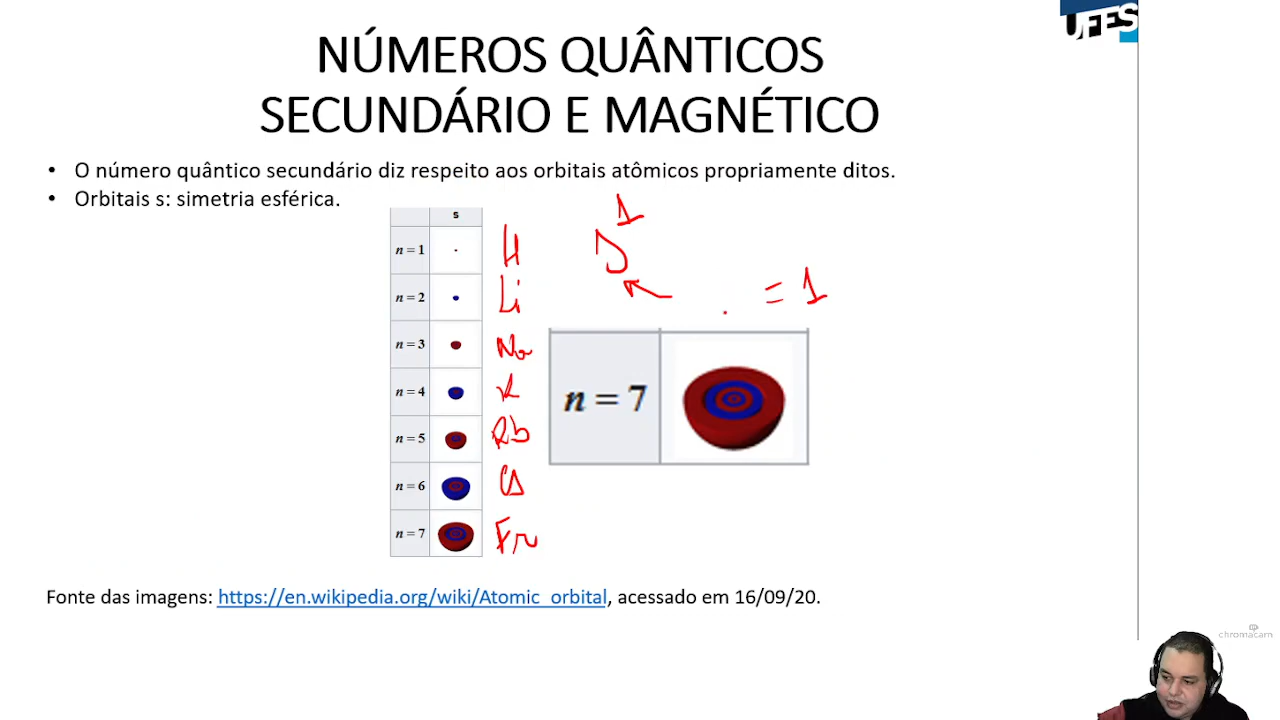 UFES
NÚMEROS QUÂNTICOS
SECUNDÁRIO E MAGNÉTICO
• O número quântico secundário diz respeito aos orbitais atômicos propriamente ditos.
• Orbitais s: simetria esférica.
s
n = 1 H
n = 2 Li
n = 3 Na
n = 4 K
n = 5 Rb
n = 6 Cs
n = 7 Fr
s¹
= 1
n = 7
Fonte das imagens: https://en.wikipedia.org/wiki/Atomic_orbital, acessado em 16/09/20.
chromacam